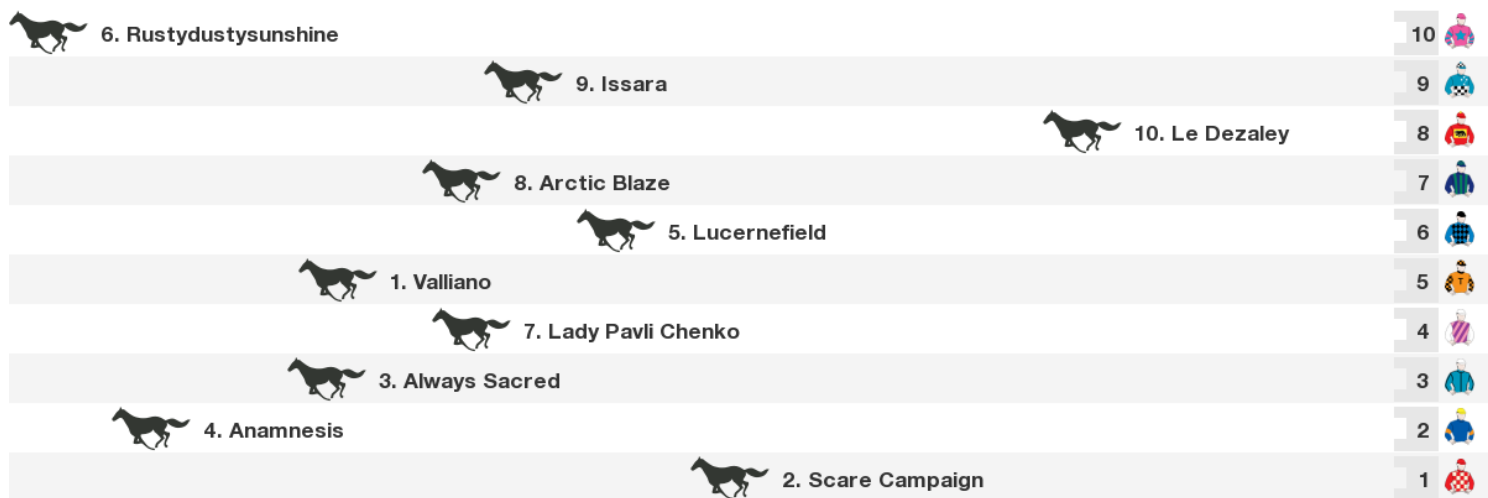 6. Rustydustysunshine 10
9. Issara 9
10. Le Dezaley 8
8. Arctic Blaze 7
5. Lucernefield 6
1. Valliano 5
7. Lady Pavli Chenko 4
3. Always Sacred 3
4. Anamnesis 2
2. Scare Campaign 1